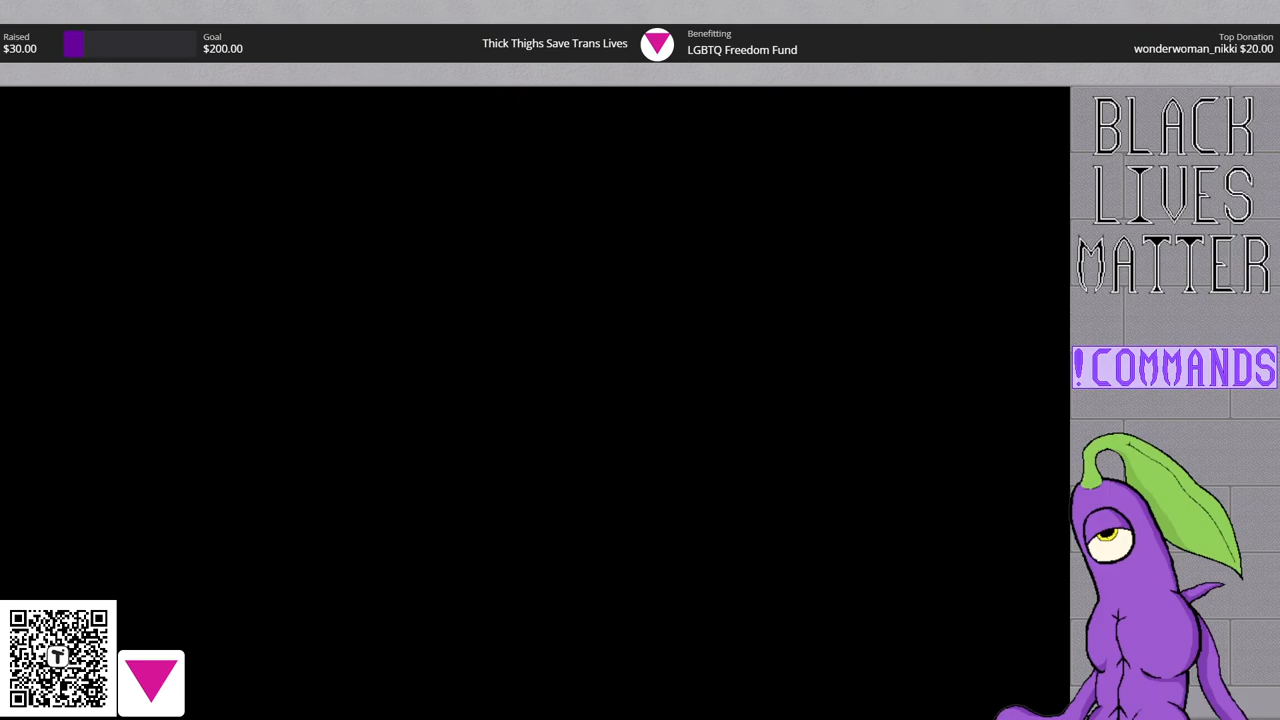 Raised
$30.00
Goal
$200.00
Thick Thighs Save Trans Lives
Benefitting
LGBTQ Freedom Fund
Top Donation
wonderwoman_nikki $20.00
BLACK
LIVES
MATTER
!COMMANDS
T